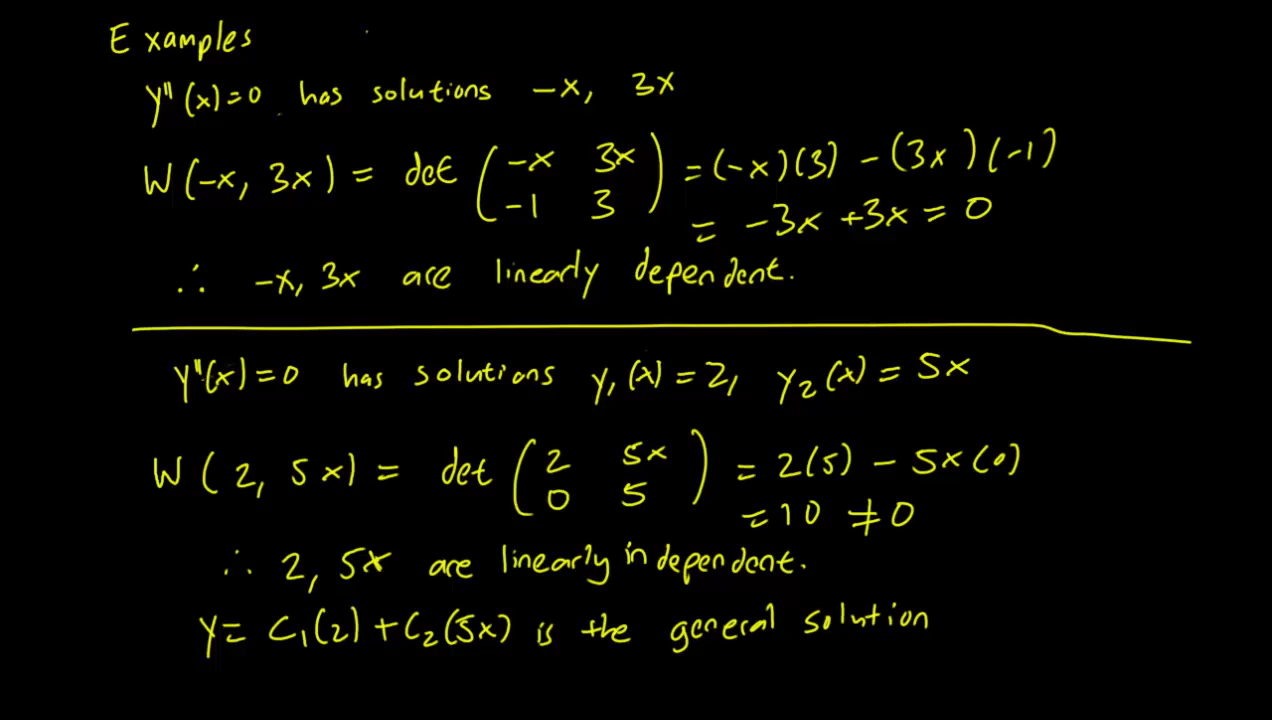 Examples
y''(x)=0 has solutions -x, 3x
W(-x, 3x) = det (-x 3x
-1 3) = (-x)(3) - (3x)(-1)
= -3x +3x = 0
∴ -x, 3x are linearly dependent.
y''(x)=0 has solutions y₁(x)=2, y₂(x)=5x
W(2, 5x) = det (2 5x
0 5) = 2(5) - 5x(0)
=10 ≠0
∴ 2, 5x are linearly independent.
y= C₁(2)+C₂(5x) is the general solution